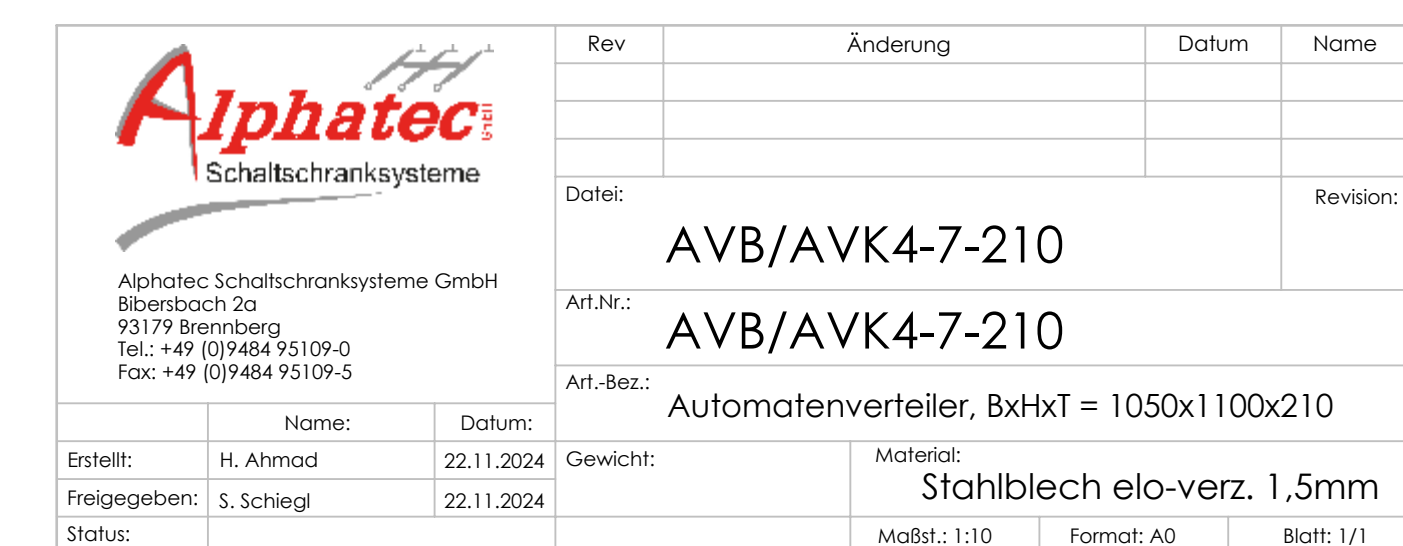 Alphatec GmbH
Schaltschranksysteme
Alphatec Schaltschranksysteme GmbH
Bibersbach 2a
93179 Brennberg
Tel.: +49 (0)9484 95109-0
Fax: +49 (0)9484 95109-5
Name: Datum:
Erstellt: H. Ahmad 22.11.2024
Freigegeben: S. Schiegl 22.11.2024
Status:
Rev Änderung Datum Name
Datei: Revision:
AVB/AVK4-7-210
Art.Nr.:
AVB/AVK4-7-210
Art.-Bez.:
Automatenverteiler, BxHxT = 1050x1100x210
Gewicht: Material:
Stahlblech elo-verz. 1,5mm
Maßst.: 1:10 Format: A0 Blatt: 1/1